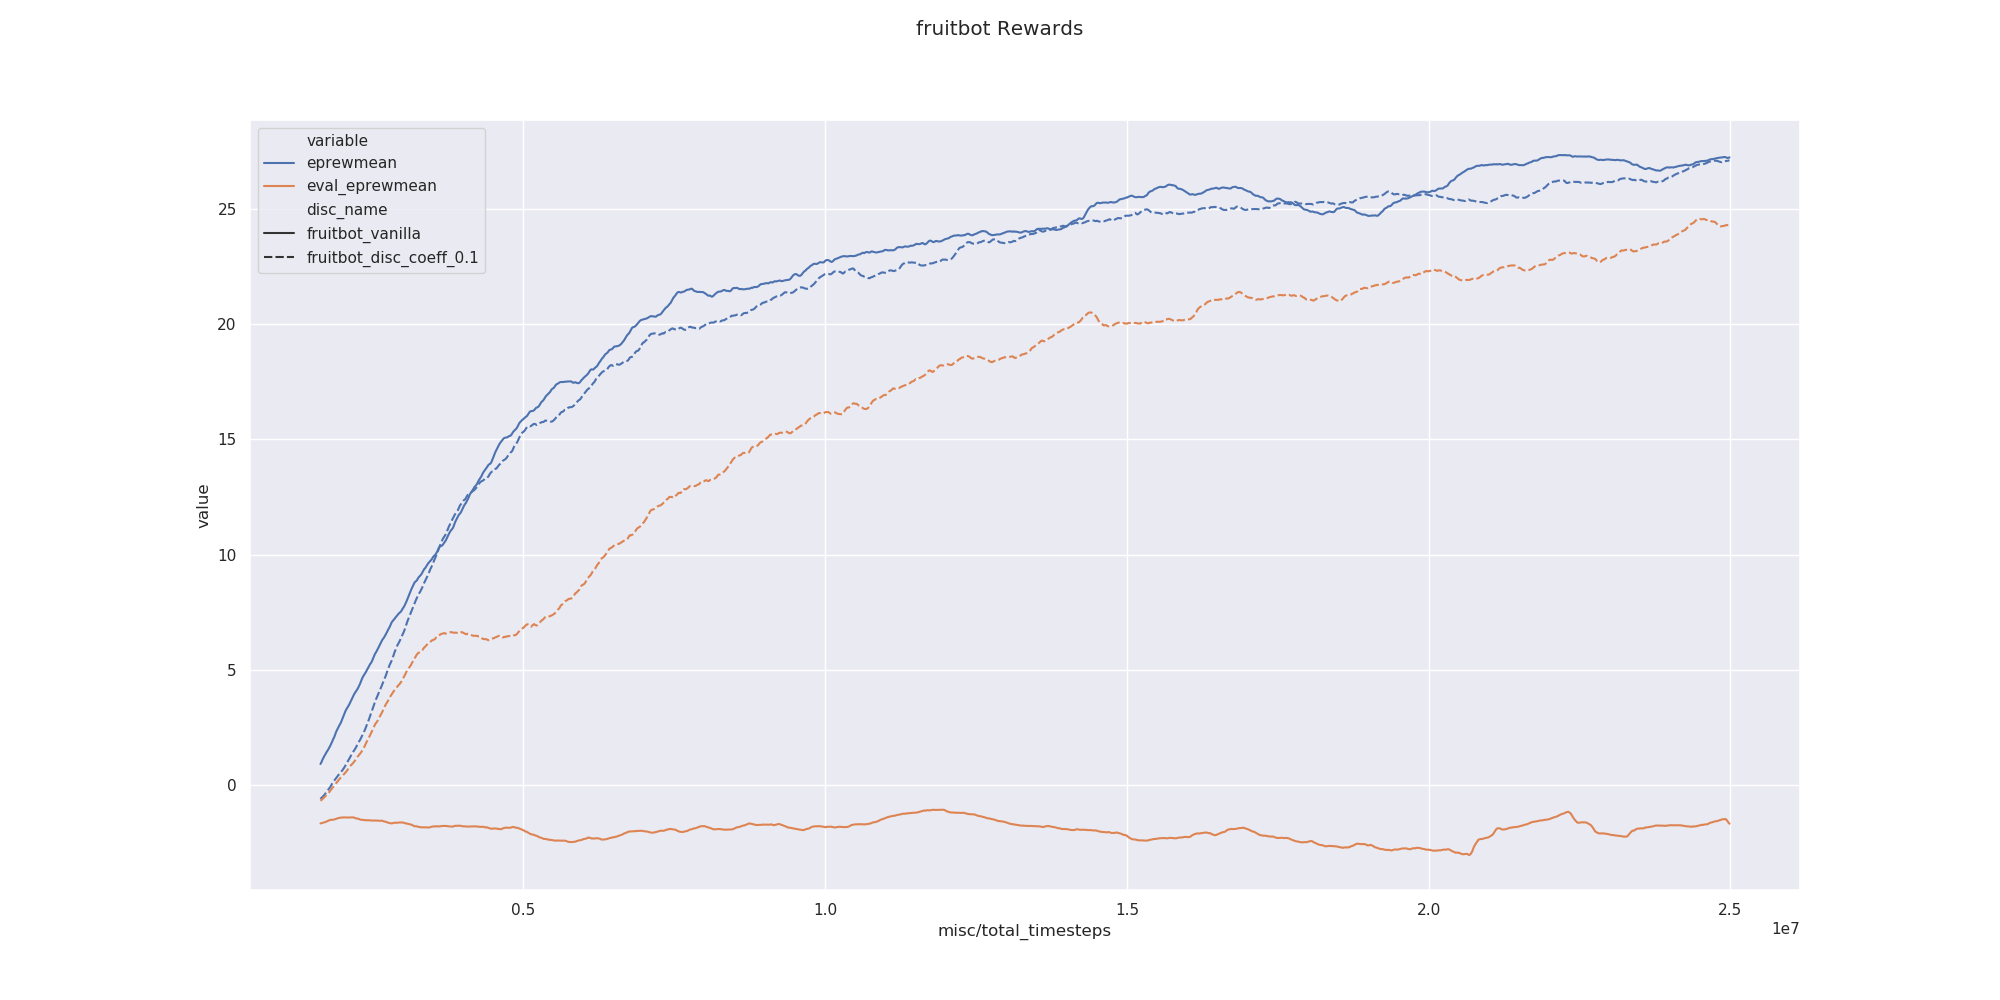 fruitbot Rewards
variable
eprewmean
eval_eprewmean
disc_name
fruitbot_vanilla
fruitbot_disc_coeff_0.1
value
25
20
15
10
5
0
0.5 1.0 1.5 2.0 2.5
1e7
misc/total_timesteps